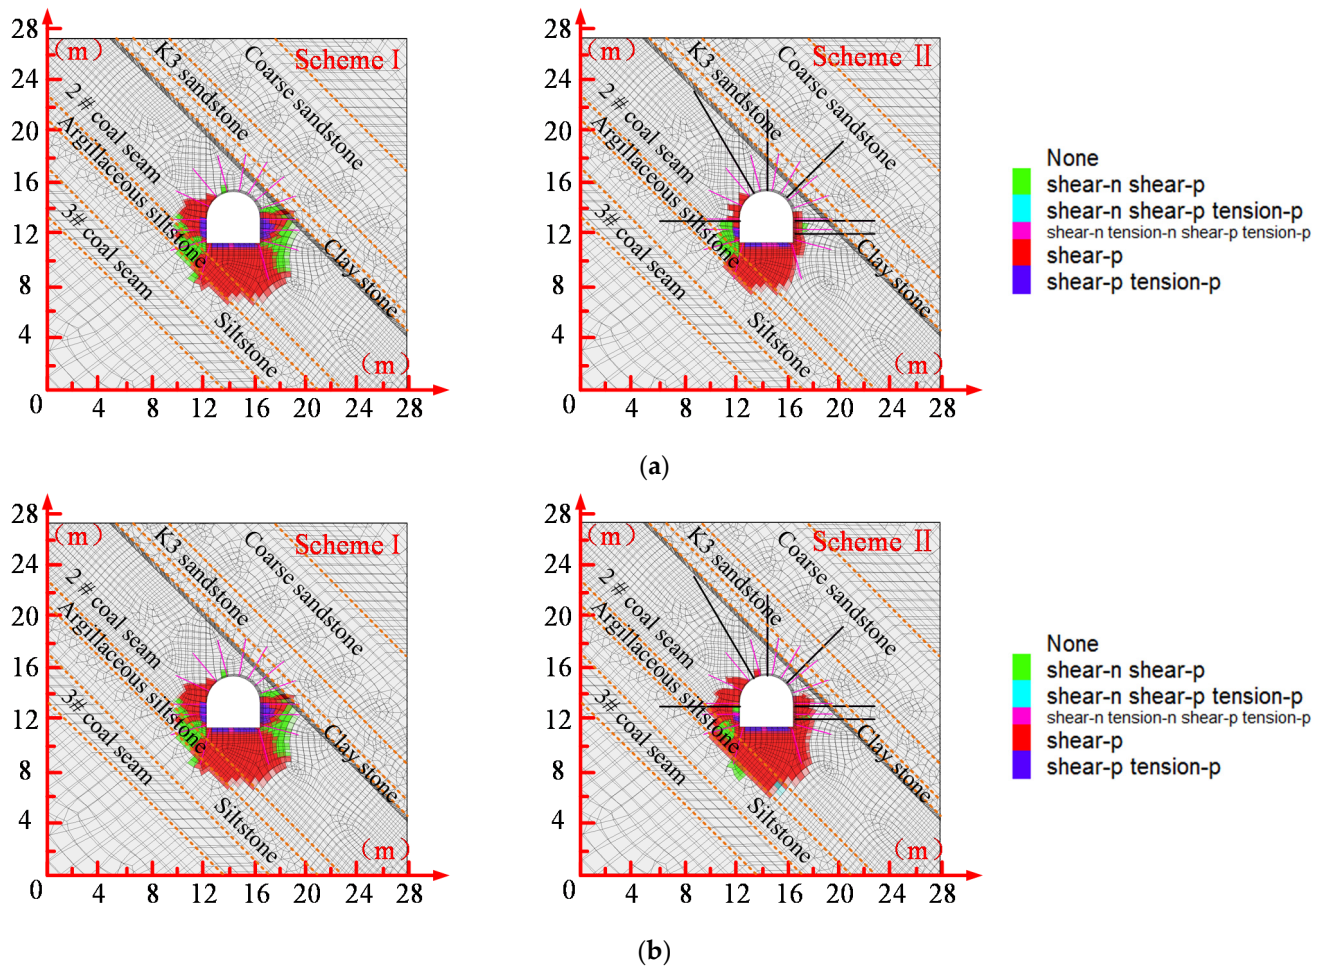 28
(m)
24
20
16
12
8
4
0
4
8
12
16
20
24
28
(m)
Scheme I
K3 sandstone
Coarse sandstone
2 # coal seam
Argillaceous siltstone
3# coal seam
Siltstone
Clay stone
28
(m)
24
20
16
12
8
4
0
4
8
12
16
20
24
28
(m)
Scheme II
K3 sandstone
Coarse sandstone
2 # coal seam
Argillaceous siltstone
3# coal seam
Siltstone
Clay stone
None
shear-n shear-p
shear-n shear-p tension-p
shear-n tension-n shear-p tension-p
shear-p
shear-p tension-p
(a)
28
(m)
24
20
16
12
8
4
0
4
8
12
16
20
24
28
(m)
Scheme I
K3 sandstone
Coarse sandstone
2 # coal seam
Argillaceous siltstone
3# coal seam
Siltstone
Clay stone
28
(m)
24
20
16
12
8
4
0
4
8
12
16
20
24
28
(m)
Scheme II
K3 sandstone
Coarse sandstone
2 # coal seam
Argillaceous siltstone
3# coal seam
Siltstone
Clay stone
None
shear-n shear-p
shear-n shear-p tension-p
shear-n tension-n shear-p tension-p
shear-p
shear-p tension-p
(b)